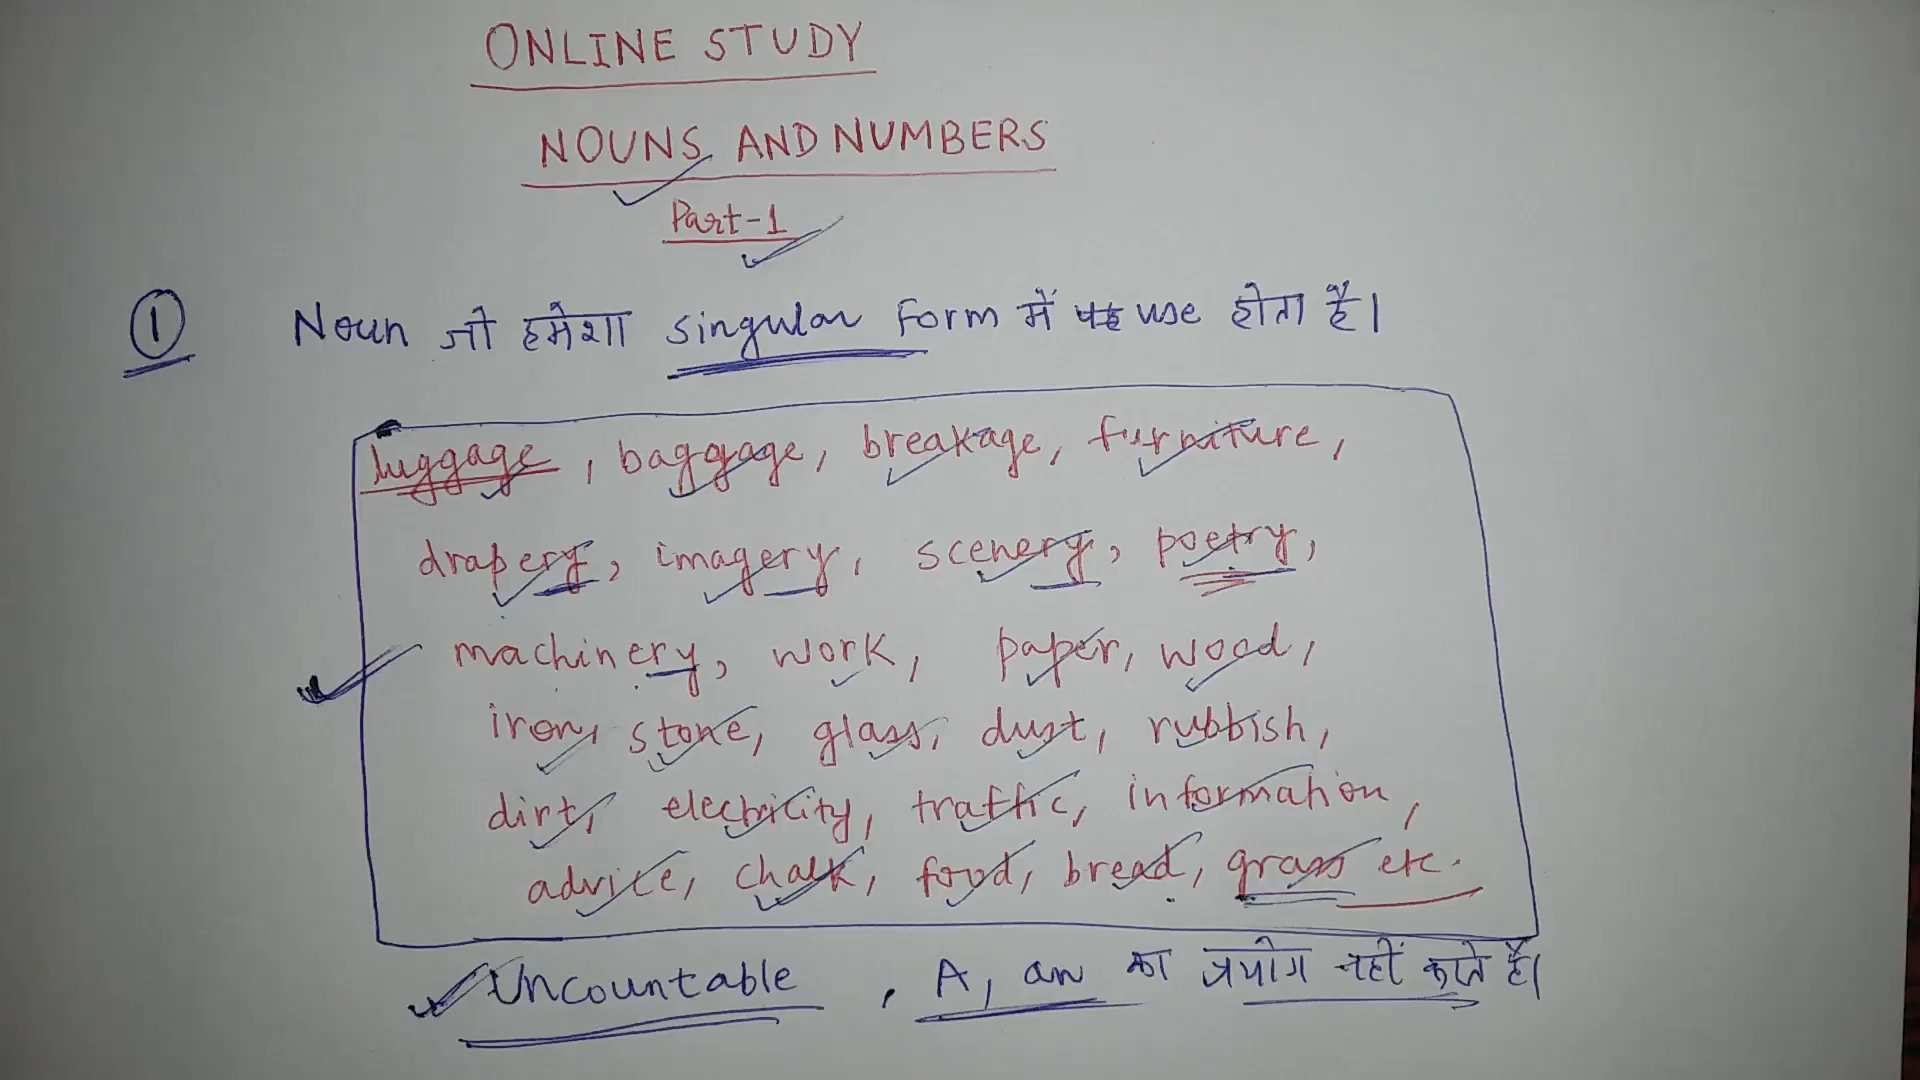 ONLINE STUDY
NOUNS AND NUMBERS
Part-1
① Noun जो हमेशा singular form में use होता है।
luggage, baggage, breakage, furniture,
drapery, imagery, scenery, poetry,
machinery, work, paper, wood,
iron, stone, glass, dust, rubbish,
dirt, electricity, traffic, information,
advice, chalk, food, bread, grass etc.
Uncountable, A, an का प्रयोग नहीं करते हैं।